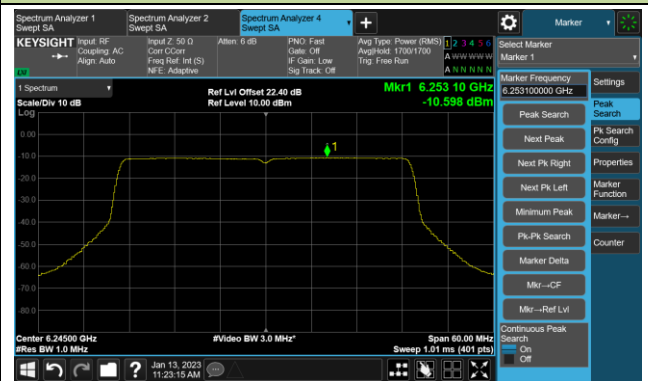 Spectrum Analyzer 1
Swept SA
Spectrum Analyzer 2
Swept SA
Spectrum Analyzer 4
Swept SA
Marker
KEYSIGHT
Input: RF
Coupling: AC
Align: Auto
Input Z: 50 Ω
Corr CCorr
Freq Ref: Int (S)
NFE: Adaptive
Atten: 6 dB
PNO: Fast
Gate: Off
IF Gain: Low
Sig Track: Off
Avg Type: Power (RMS)
Avg|Hold: 1700/1700
Trig: Free Run
1 2 3 4 5 6
A W W W W W
A N N N N N
Select Marker
Marker 1
1 Spectrum
Scale/Div 10 dB
Log
Ref Lvl Offset 22.40 dB
Ref Level 10.00 dBm
Mkr1 6.253 10 GHz
-10.598 dBm
0.00
-10.0
-20.0
-30.0
-40.0
-50.0
-60.0
-70.0
-80.0
1
Center 6.24500 GHz
#Res BW 1.0 MHz
#Video BW 3.0 MHz*
Span 60.00 MHz
Sweep 1.01 ms (401 pts)
Marker Frequency
6.253100000 GHz
Peak Search
Next Peak
Next Pk Right
Next Pk Left
Minimum Peak
Pk-Pk Search
Marker Delta
Mkr→CF
Mkr→Ref Lvl
Continuous Peak
Search
On
Off
Settings
Peak
Search
Pk Search
Config
Properties
Marker
Function
Marker→
Counter
?
Jan 13, 2023
11:23:15 AM